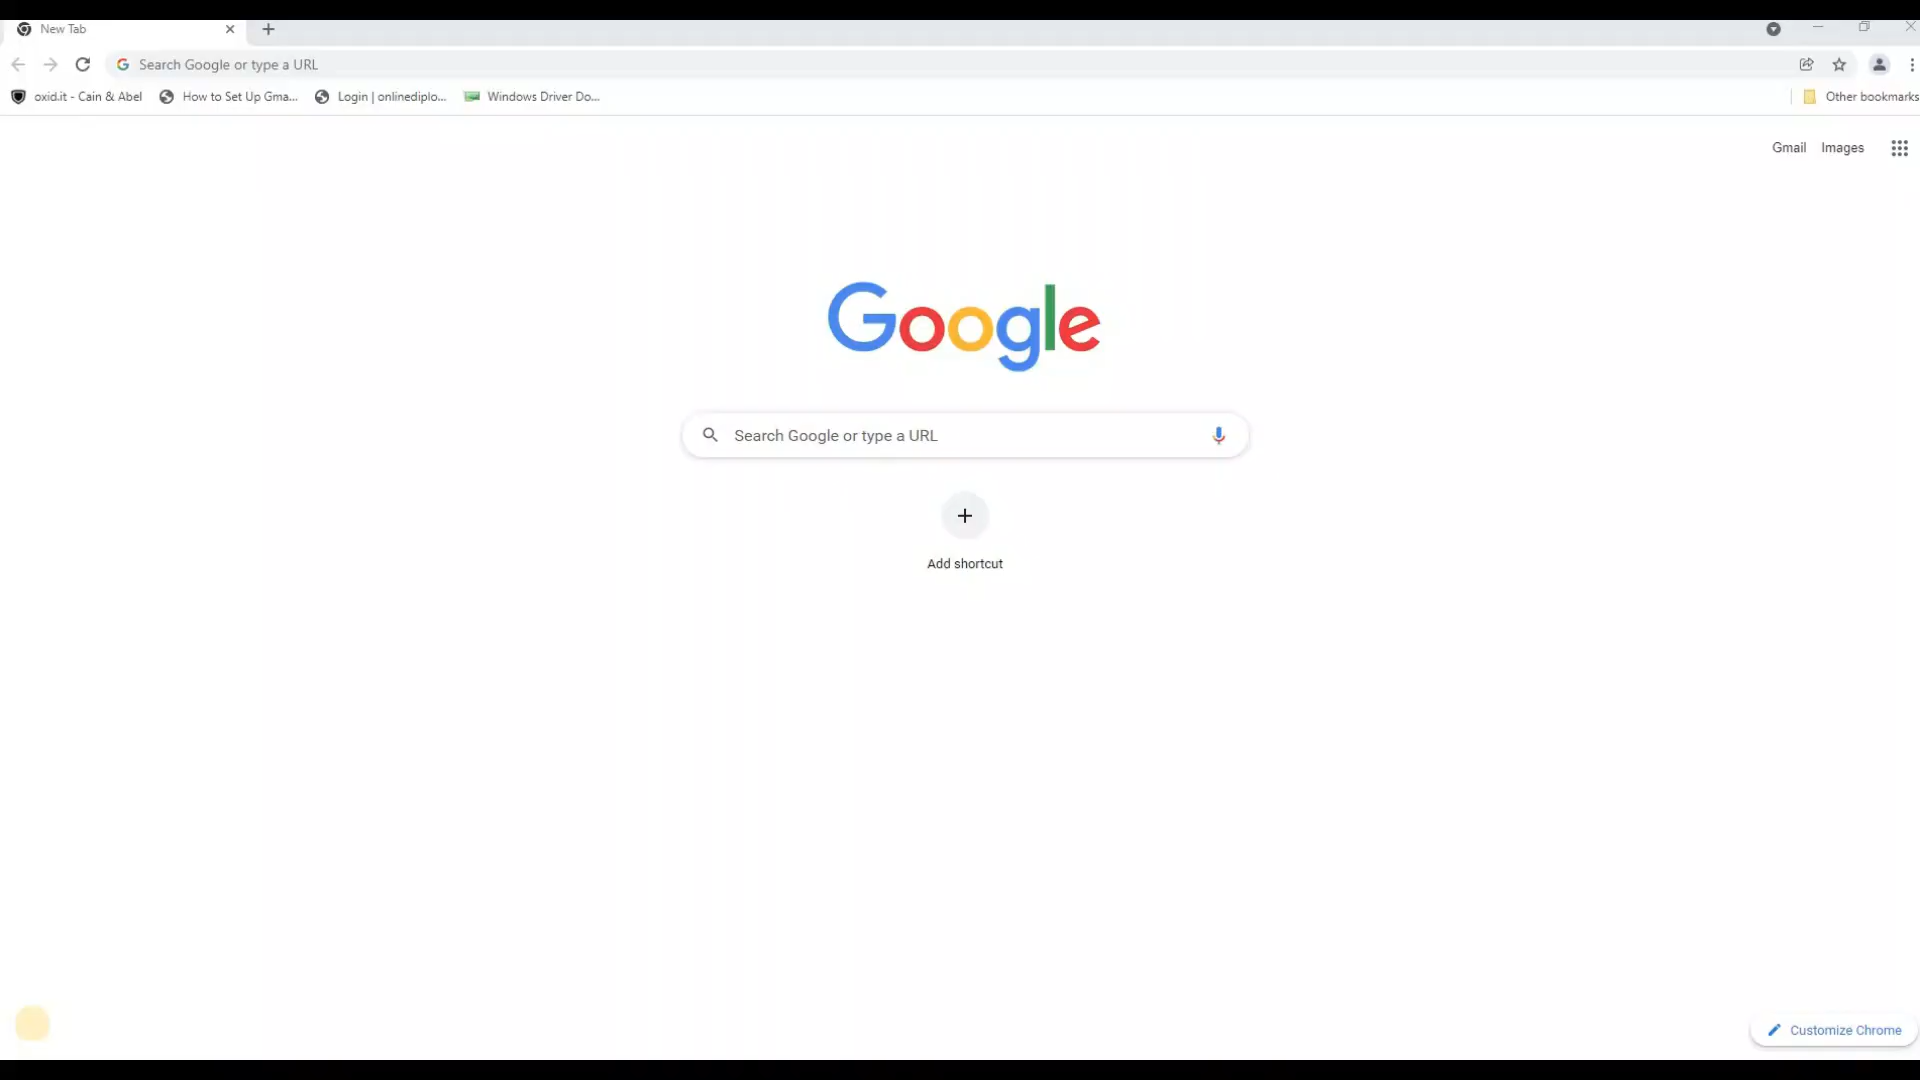 New Tab
Search Google or type a URL
oxid.it - Cain & Abel
How to Set Up Gma...
Login | onlinediplo...
Windows Driver Do...
Other bookmarks
Gmail
Images
Google
Search Google or type a URL
Add shortcut
Customize Chrome